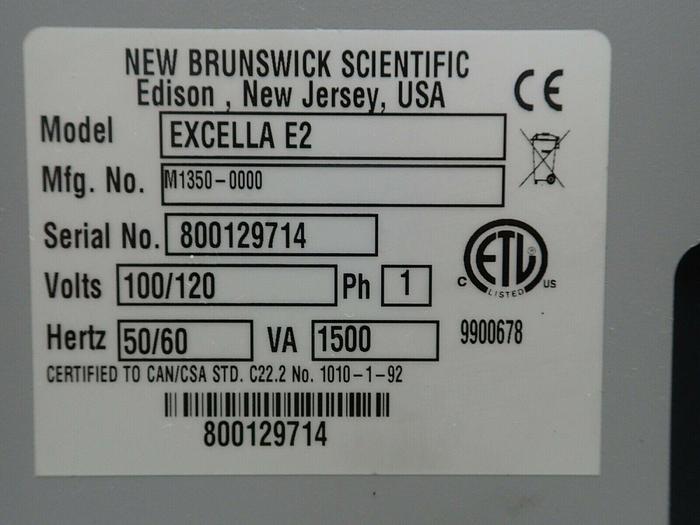 NEW BRUNSWICK SCIENTIFIC
Edison , New Jersey, USA
CE
Model EXCELLA E2
Mfg. No. M1350-0000
Serial No. 800129714
Volts 100/120 Ph 1
C ETL US
LISTED
Hertz 50/60 VA 1500 9900678
CERTIFIED TO CAN/CSA STD. C22.2 No. 1010-1-92
800129714